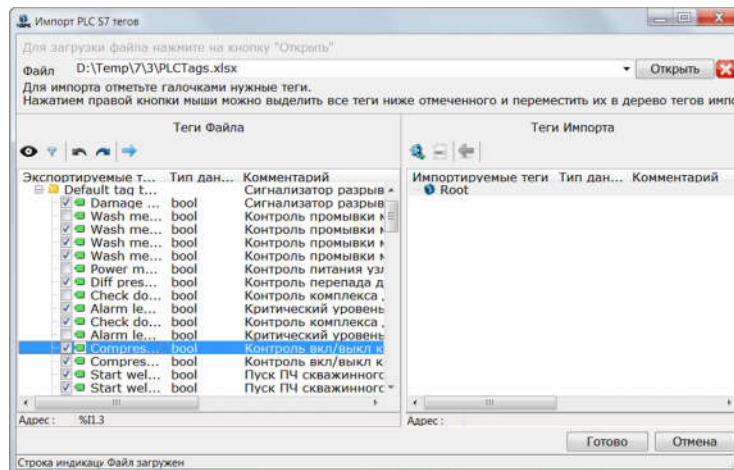 Импорт PLC S7 тегов
Для загрузки файла нажмите на кнопку "Открыть"
Файл D:\Temp\7\3\PLCTags.xlsx Открыть
Для импорта отметьте галочками нужные теги.
Нажатием правой кнопки мыши можно выделить все теги ниже отмеченного и переместить их в дерево тегов имп
Теги Файла Теги Импорта
Экспортируемые т... Тип дан... Комментарий Импортируемые теги Тип дан... Комментарий
Default tag t... Сигнализатор разрыв Root
Damage ... bool Сигнализатор разрыв
Wash me... bool Контроль промывки
Wash me... bool Контроль промывки
Wash me... bool Контроль промывки
Wash me... bool Контроль промывки
Power m... bool Контроль питания узл
Diff pres... bool Контроль перепада д
Check do... bool Контроль комплекса
Alarm le... bool Критический уровень
Check do... bool Контроль комплекса
Alarm le... bool Критический уровень
Compres... bool Контроль вкл/выкл к
Compres... bool Контроль вкл/выкл к
Start wel... bool Пуск ПЧ скважинного
Start wel... bool Пуск ПЧ скважинног
Адрес : %I1.3 Адрес :
Готово Отмена
Строка индикаци Файл загружен